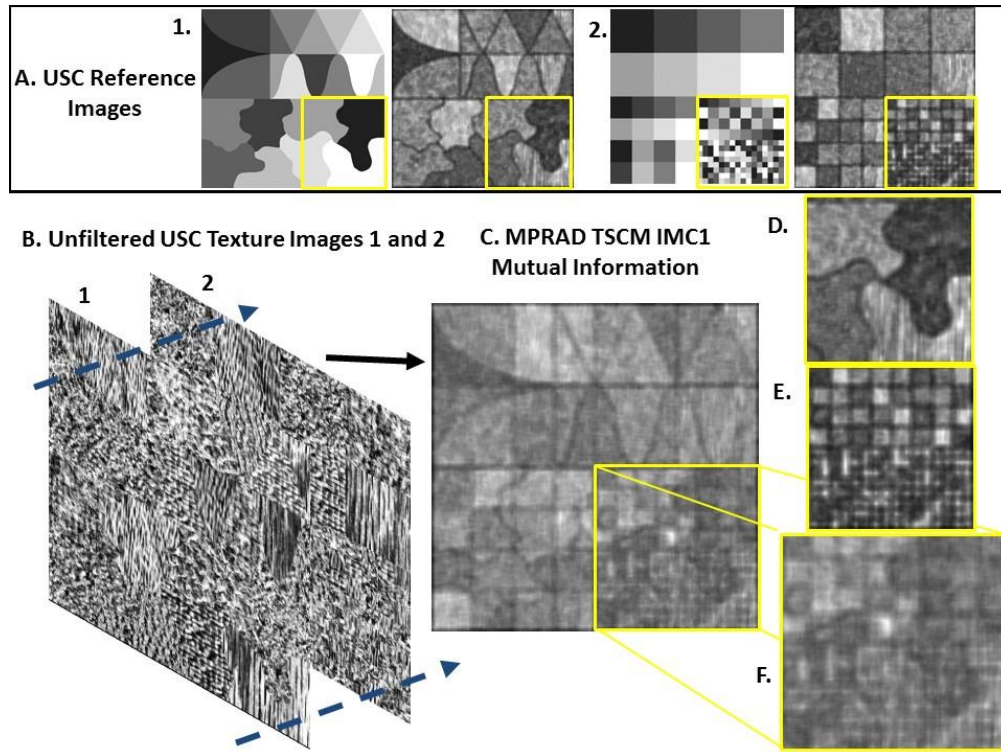 1.
2.
A. USC Reference
Images
B. Unfiltered USC Texture Images 1 and 2
1
2
C. MPRAD TSCM IMC1
Mutual Information
D.
E.
F.